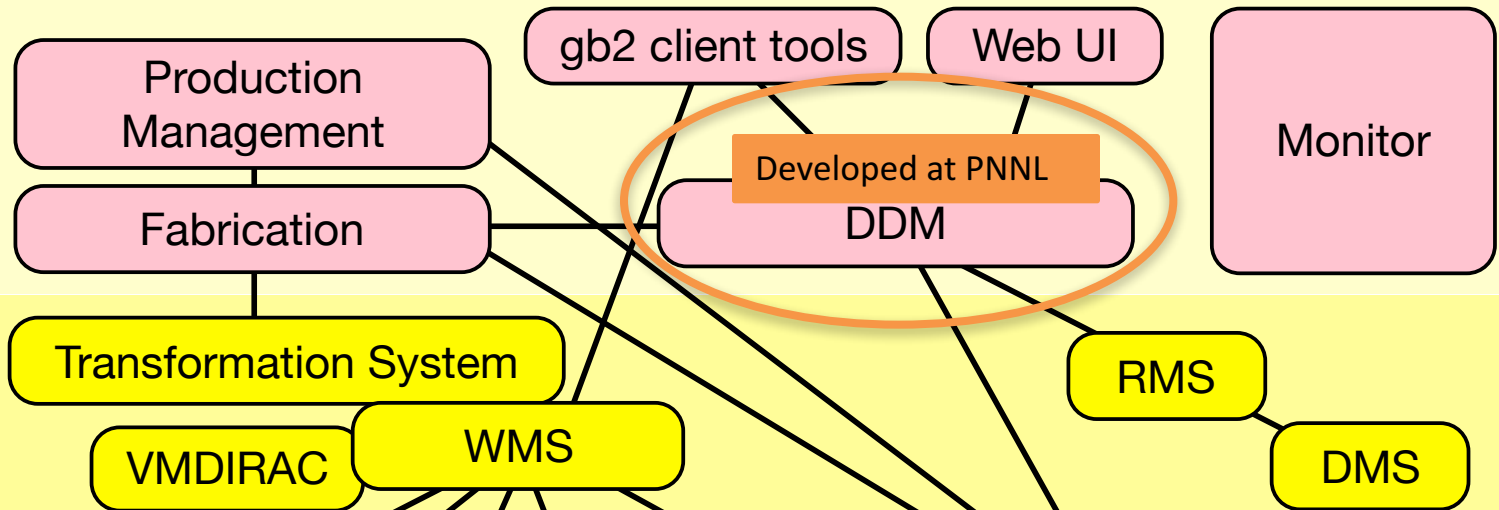 gb2 client tools
Web UI
Production
Management
Monitor
Developed at PNNL
Fabrication
DDM
Transformation System
RMS
WMS
VMDIRAC
DMS